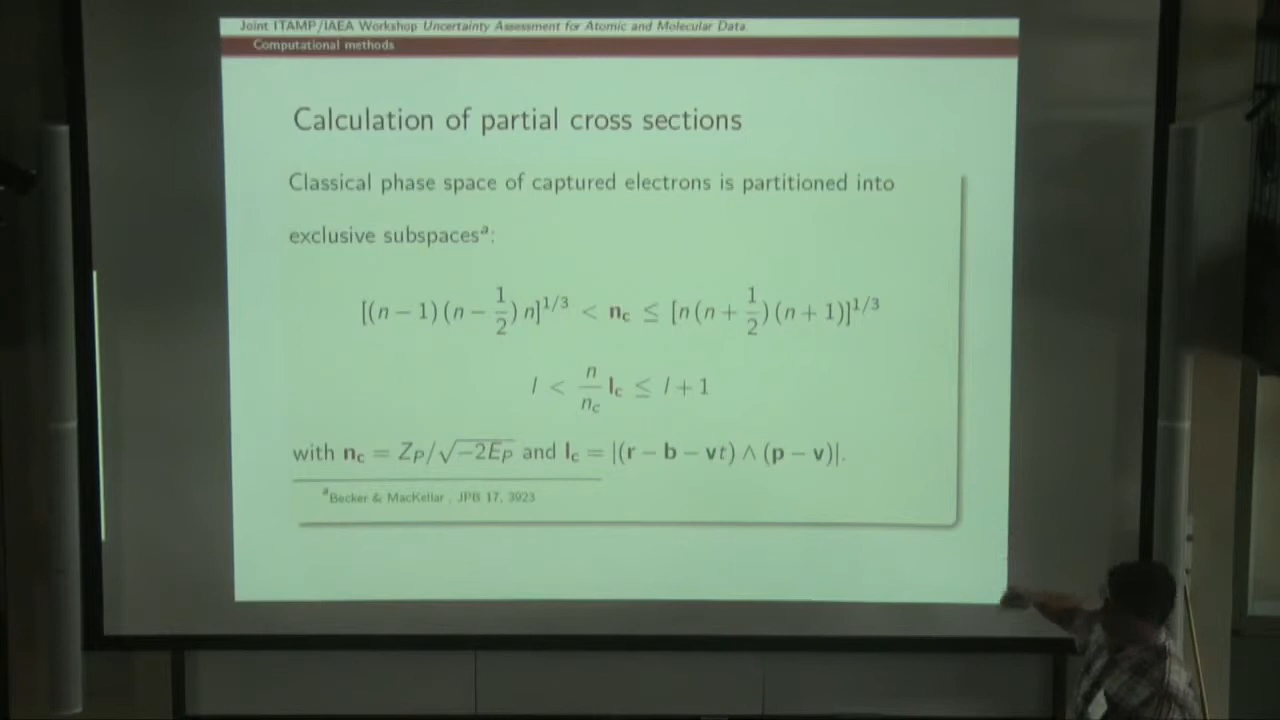 Joint ITAMP/IAEA Workshop Uncertainty Assessment for Atomic and Molecular Data
Computational methods
Calculation of partial cross sections
Classical phase space of captured electrons is partitioned into
exclusive subspacesᵃ:
[(n − 1)(n − 1/2) n]^{1/3} < n_c ≤ [n(n + 1/2)(n + 1)]^{1/3}
l < n/n_c l_c ≤ l + 1
with n_c = Z_P/√−2E_P and l_c = |(r − b − vt) ∧ (p − v)|.
ᵃBecker & MacKellar , JPB 17, 3923